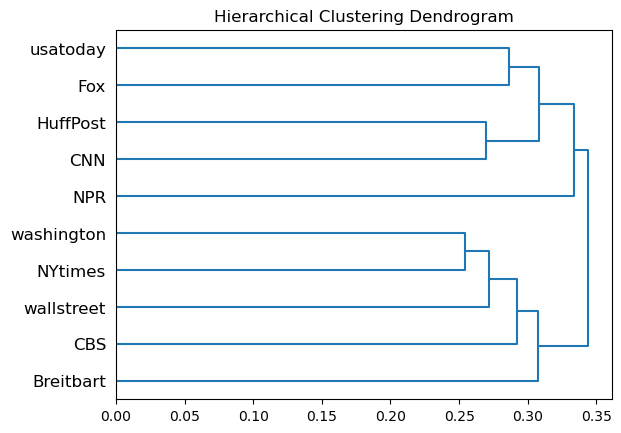 Hierarchical Clustering Dendrogram
usatoday
Fox
HuffPost
CNN
NPR
washington
NYtimes
wallstreet
CBS
Breitbart
0.00 0.05 0.10 0.15 0.20 0.25 0.30 0.35